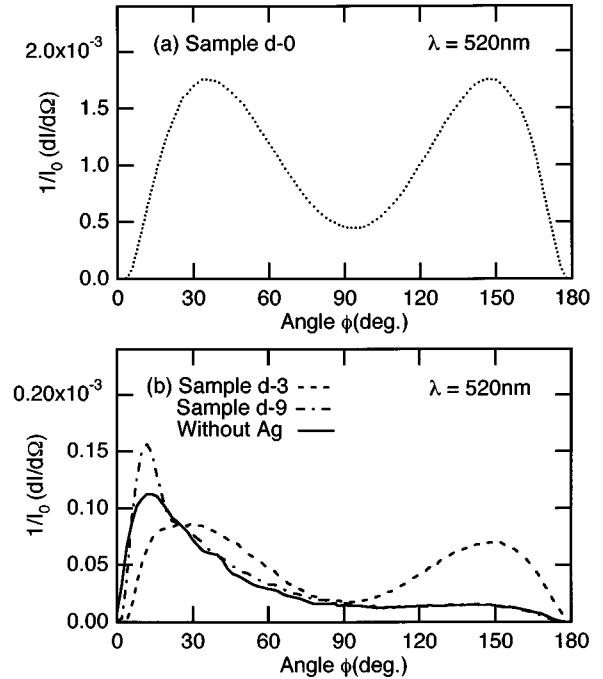 (a) Sample d-0
λ = 520nm
2.0x10⁻³
1.5
1.0
0.5
0.0
1/I₀ (dI/dΩ)
0 30 60 90 120 150 180
Angle ϕ(deg.)
(b) Sample d-3
Sample d-9
Without Ag
λ = 520nm
0.20x10⁻³
0.15
0.10
0.05
0.00
1/I₀ (dI/dΩ)
0 30 60 90 120 150 180
Angle ϕ(deg.)